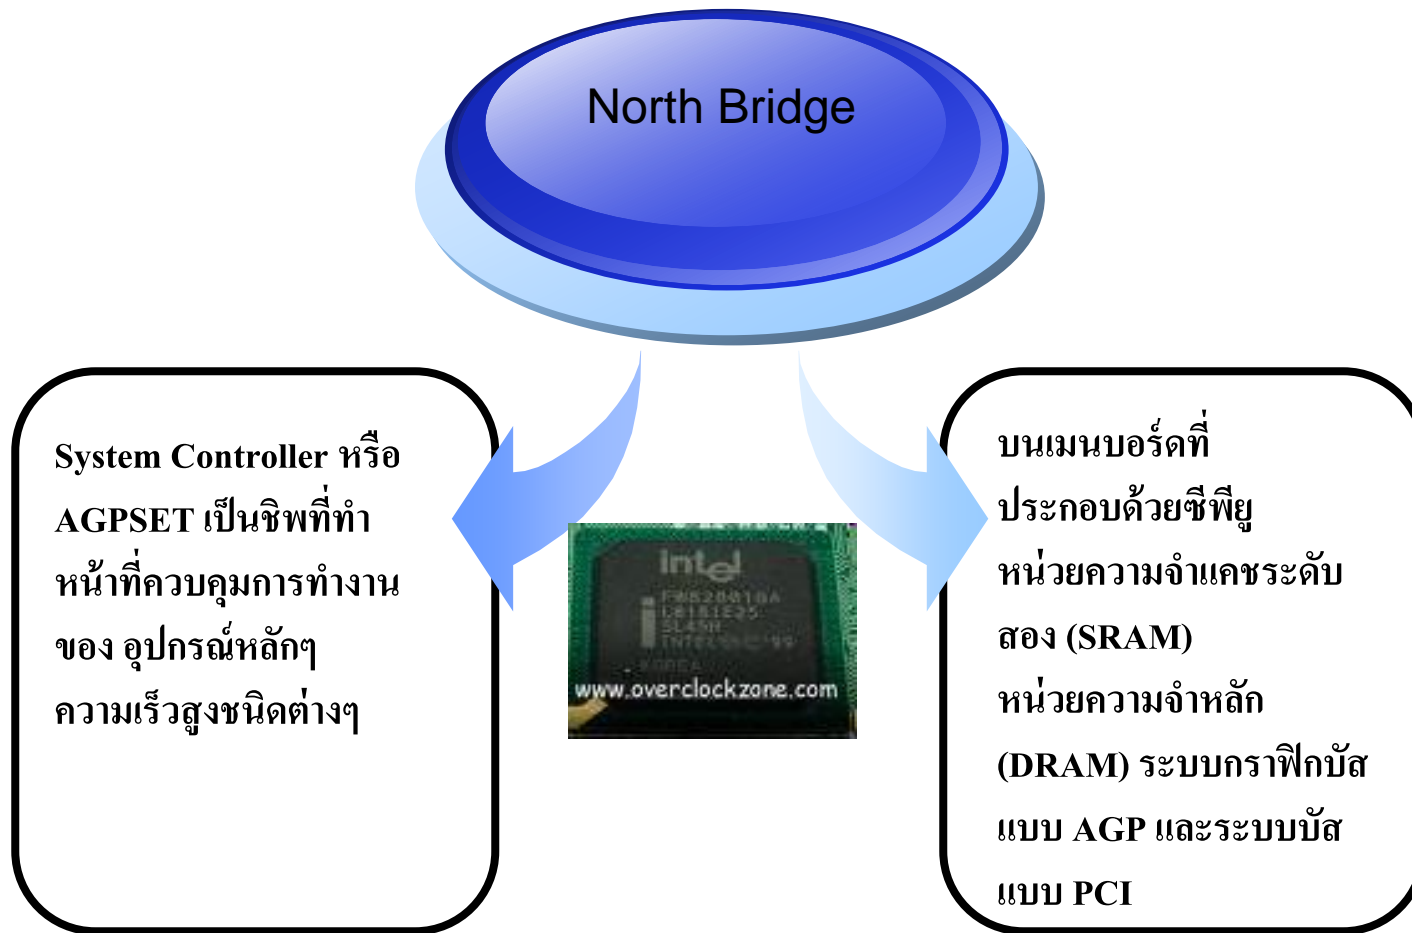 North Bridge
System Controller หรือ
AGPSET เป็นชิพที่ทำ
หน้าที่ควบคุมการทำงาน
ของ อุปกรณ์หลักๆ
ความเร็วสูงชนิดต่างๆ
intel
SL45H
KOREA
www.overclockzone.com
บนเมนบอร์ดที่
ประกอบด้วยซีพียู
หน่วยความจำแคชระดับ
สอง (SRAM)
หน่วยความจำหลัก
(DRAM) ระบบกราฟิกบัส
แบบ AGP และระบบบัส
แบบ PCI